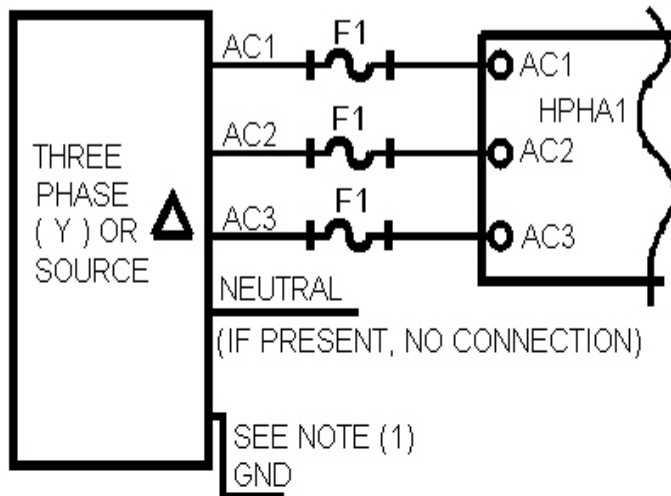 AC1
F1
AC1
HPHA1
AC2
F1
AC2
THREE
PHASE
( Y ) OR
SOURCE
AC3
F1
AC3
NEUTRAL
(IF PRESENT, NO CONNECTION)
SEE NOTE (1)
GND